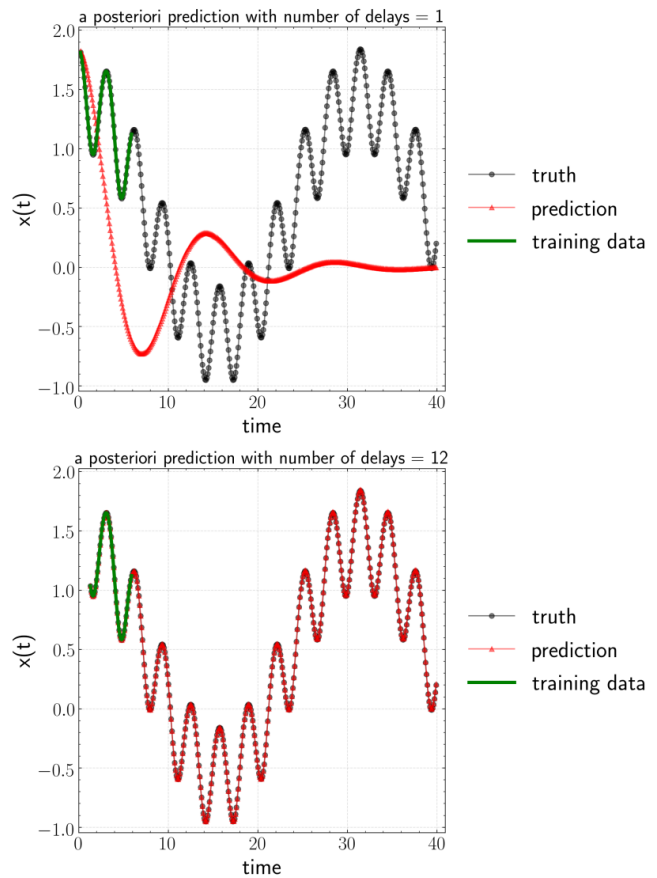 a posteriori prediction with number of delays = 1
2.0
1.5
1.0
0.5
0.0
−0.5
−1.0
x(t)
0
10
20
30
40
time
truth
prediction
training data
a posteriori prediction with number of delays = 12
2.0
1.5
1.0
0.5
0.0
−0.5
−1.0
x(t)
0
10
20
30
40
time
truth
prediction
training data